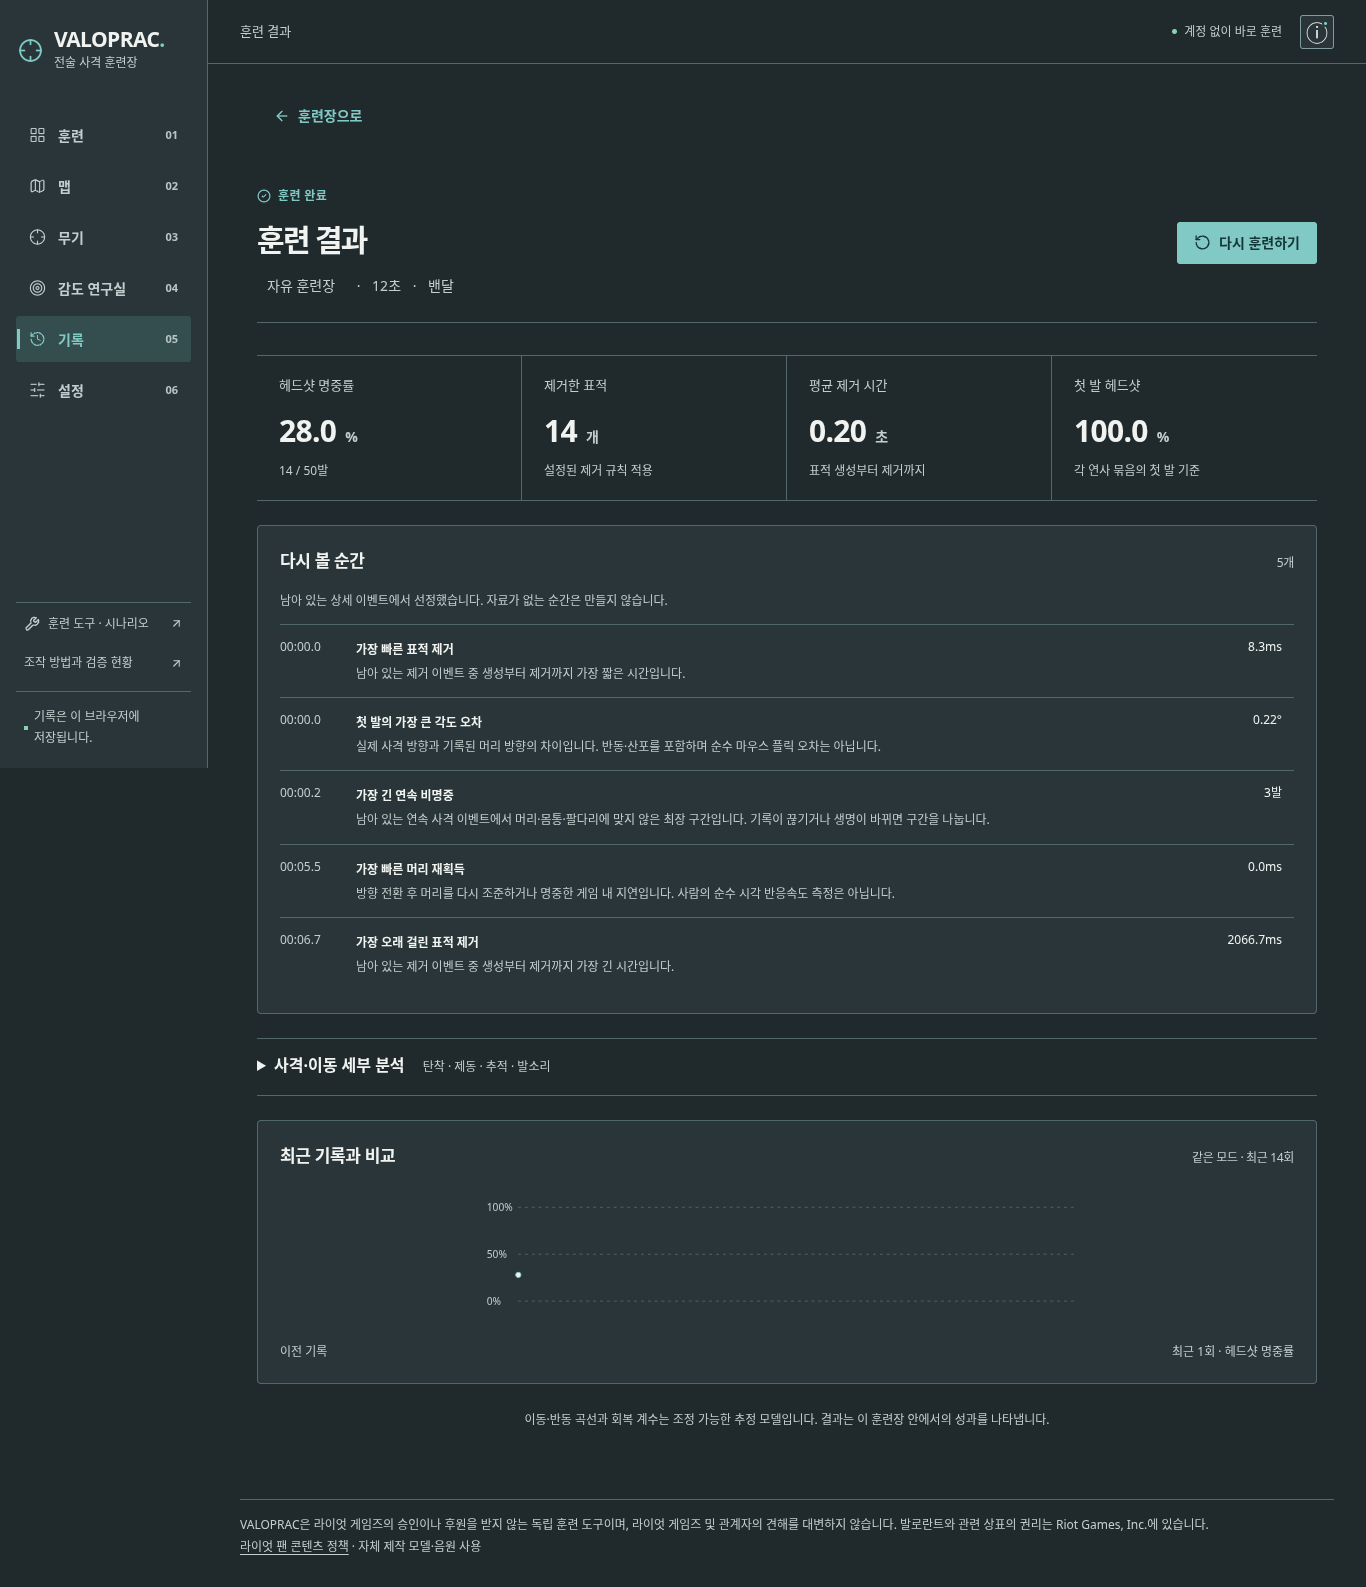 VALOPRAC.
전술 사격 훈련장
훈련 01
맵 02
무기 03
감도 연구실 04
기록 05
설정 06
훈련 도구 · 시나리오
조작 방법과 검증 현황
기록은 이 브라우저에
저장됩니다.
훈련 결과
계정 없이 바로 훈련
훈련장으로
훈련 완료
훈련 결과
다시 훈련하기
자유 훈련장 · 12초 · 밴달
헤드샷 명중률
28.0 %
14 / 50발
제거한 표적
14 개
설정된 제거 규칙 적용
평균 제거 시간
0.20 초
표적 생성부터 제거까지
첫 발 헤드샷
100.0 %
각 연사 묶음의 첫 발 기준
다시 볼 순간 5개
남아 있는 상세 이벤트에서 선정했습니다. 자료가 없는 순간은 만들지 않습니다.
00:00.0 가장 빠른 표적 제거 8.3ms
남아 있는 제거 이벤트 중 생성부터 제거까지 가장 짧은 시간입니다.
00:00.0 첫 발의 가장 큰 각도 오차 0.22°
실제 사격 방향과 기록된 머리 방향의 차이입니다. 반동·산포를 포함하며 순수 마우스 플릭 오차는 아닙니다.
00:00.2 가장 긴 연속 비명중 3발
남아 있는 연속 사격 이벤트에서 머리·몸통·팔다리에 맞지 않은 최장 구간입니다. 기록이 끊기거나 생명이 바뀌면 구간을 나눕니다.
00:05.5 가장 빠른 머리 재획득 0.0ms
방향 전환 후 머리를 다시 조준하거나 명중한 게임 내 지연입니다. 사람의 순수 시각 반응속도 측정은 아닙니다.
00:06.7 가장 오래 걸린 표적 제거 2066.7ms
남아 있는 제거 이벤트 중 생성부터 제거까지 가장 긴 시간입니다.
사격·이동 세부 분석 탄착 · 제동 · 추적 · 발소리
최근 기록과 비교 같은 모드 · 최근 14회
100%
50%
0%
이전 기록 최근 1회 · 헤드샷 명중률
이동·반동 곡선과 회복 계수는 조정 가능한 추정 모델입니다. 결과는 이 훈련장 안에서의 성과를 나타냅니다.
VALOPRAC은 라이엇 게임즈의 승인이나 후원을 받지 않는 독립 훈련 도구이며, 라이엇 게임즈 및 관계자의 견해를 대변하지 않습니다. 발로란트와 관련 상표의 권리는 Riot Games, Inc.에 있습니다.
라이엇 팬 콘텐츠 정책 · 자체 제작 모델·음원 사용